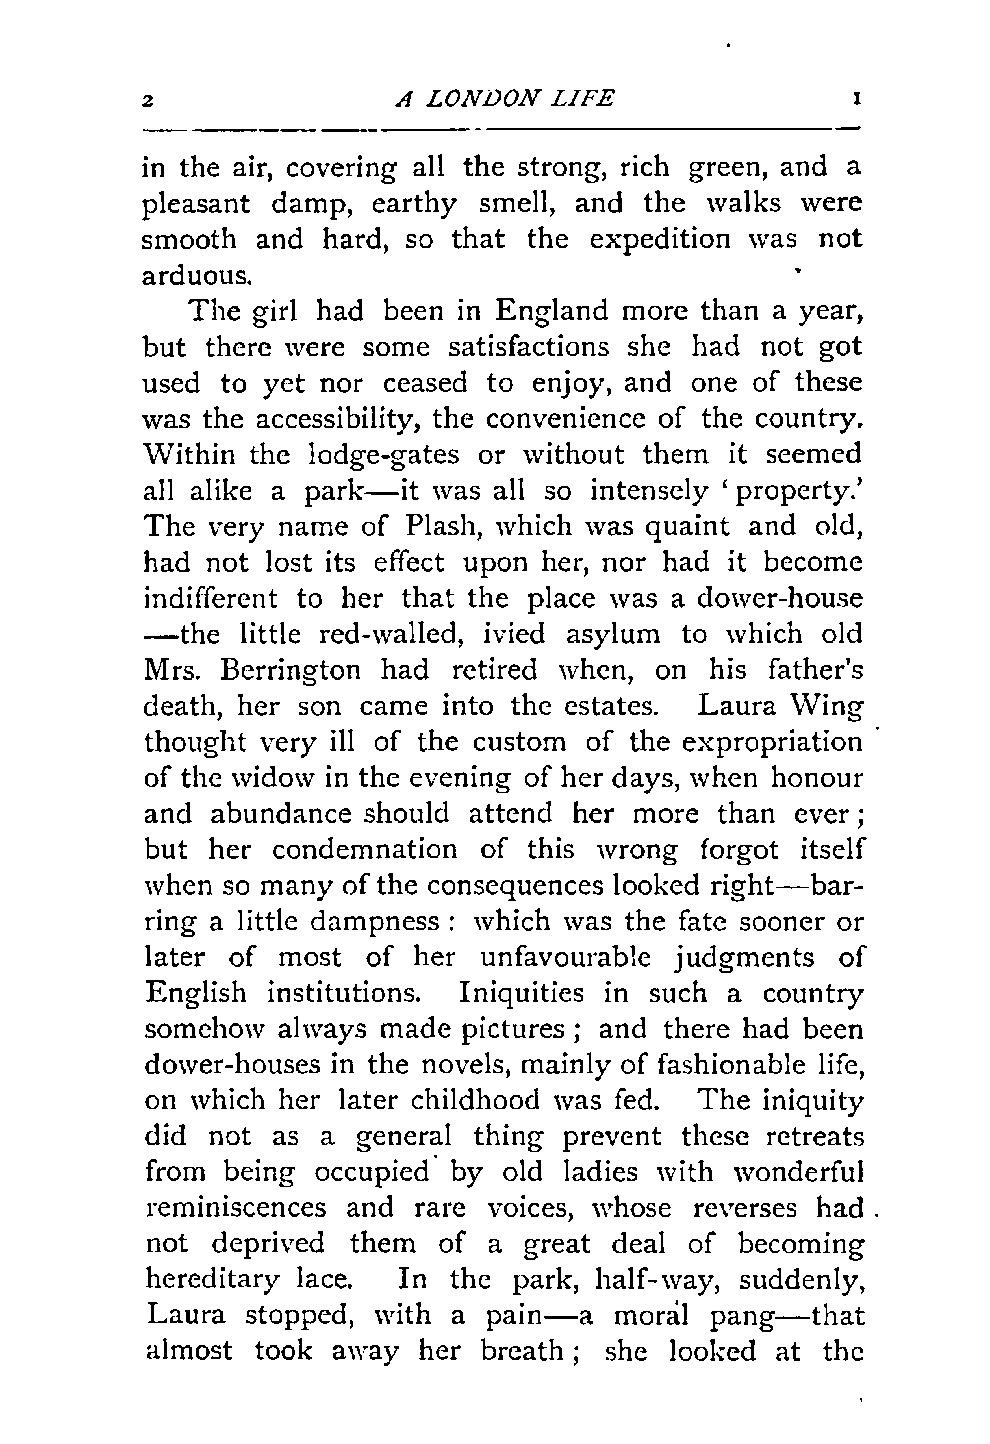 2 A LONDON LIFE I
in the air, covering all the strong, rich green, and a
pleasant damp, earthy smell, and the walks were
smooth and hard, so that the expedition was not
arduous.
The girl had been in England more than a year,
but there were some satisfactions she had not got
used to yet nor ceased to enjoy, and one of these
was the accessibility, the convenience of the country.
Within the lodge-gates or without them it seemed
all alike a park—it was all so intensely ‘property.’
The very name of Plash, which was quaint and old,
had not lost its effect upon her, nor had it become
indifferent to her that the place was a dower-house
—the little red-walled, ivied asylum to which old
Mrs. Berrington had retired when, on his father's
death, her son came into the estates. Laura Wing
thought very ill of the custom of the expropriation
of the widow in the evening of her days, when honour
and abundance should attend her more than ever;
but her condemnation of this wrong forgot itself
when so many of the consequences looked right—bar-
ring a little dampness: which was the fate sooner or
later of most of her unfavourable judgments of
English institutions. Iniquities in such a country
somehow always made pictures; and there had been
dower-houses in the novels, mainly of fashionable life,
on which her later childhood was fed. The iniquity
did not as a general thing prevent these retreats
from being occupied by old ladies with wonderful
reminiscences and rare voices, whose reverses had
not deprived them of a great deal of becoming
hereditary lace. In the park, half-way, suddenly,
Laura stopped, with a pain—a moral pang—that
almost took away her breath; she looked at the